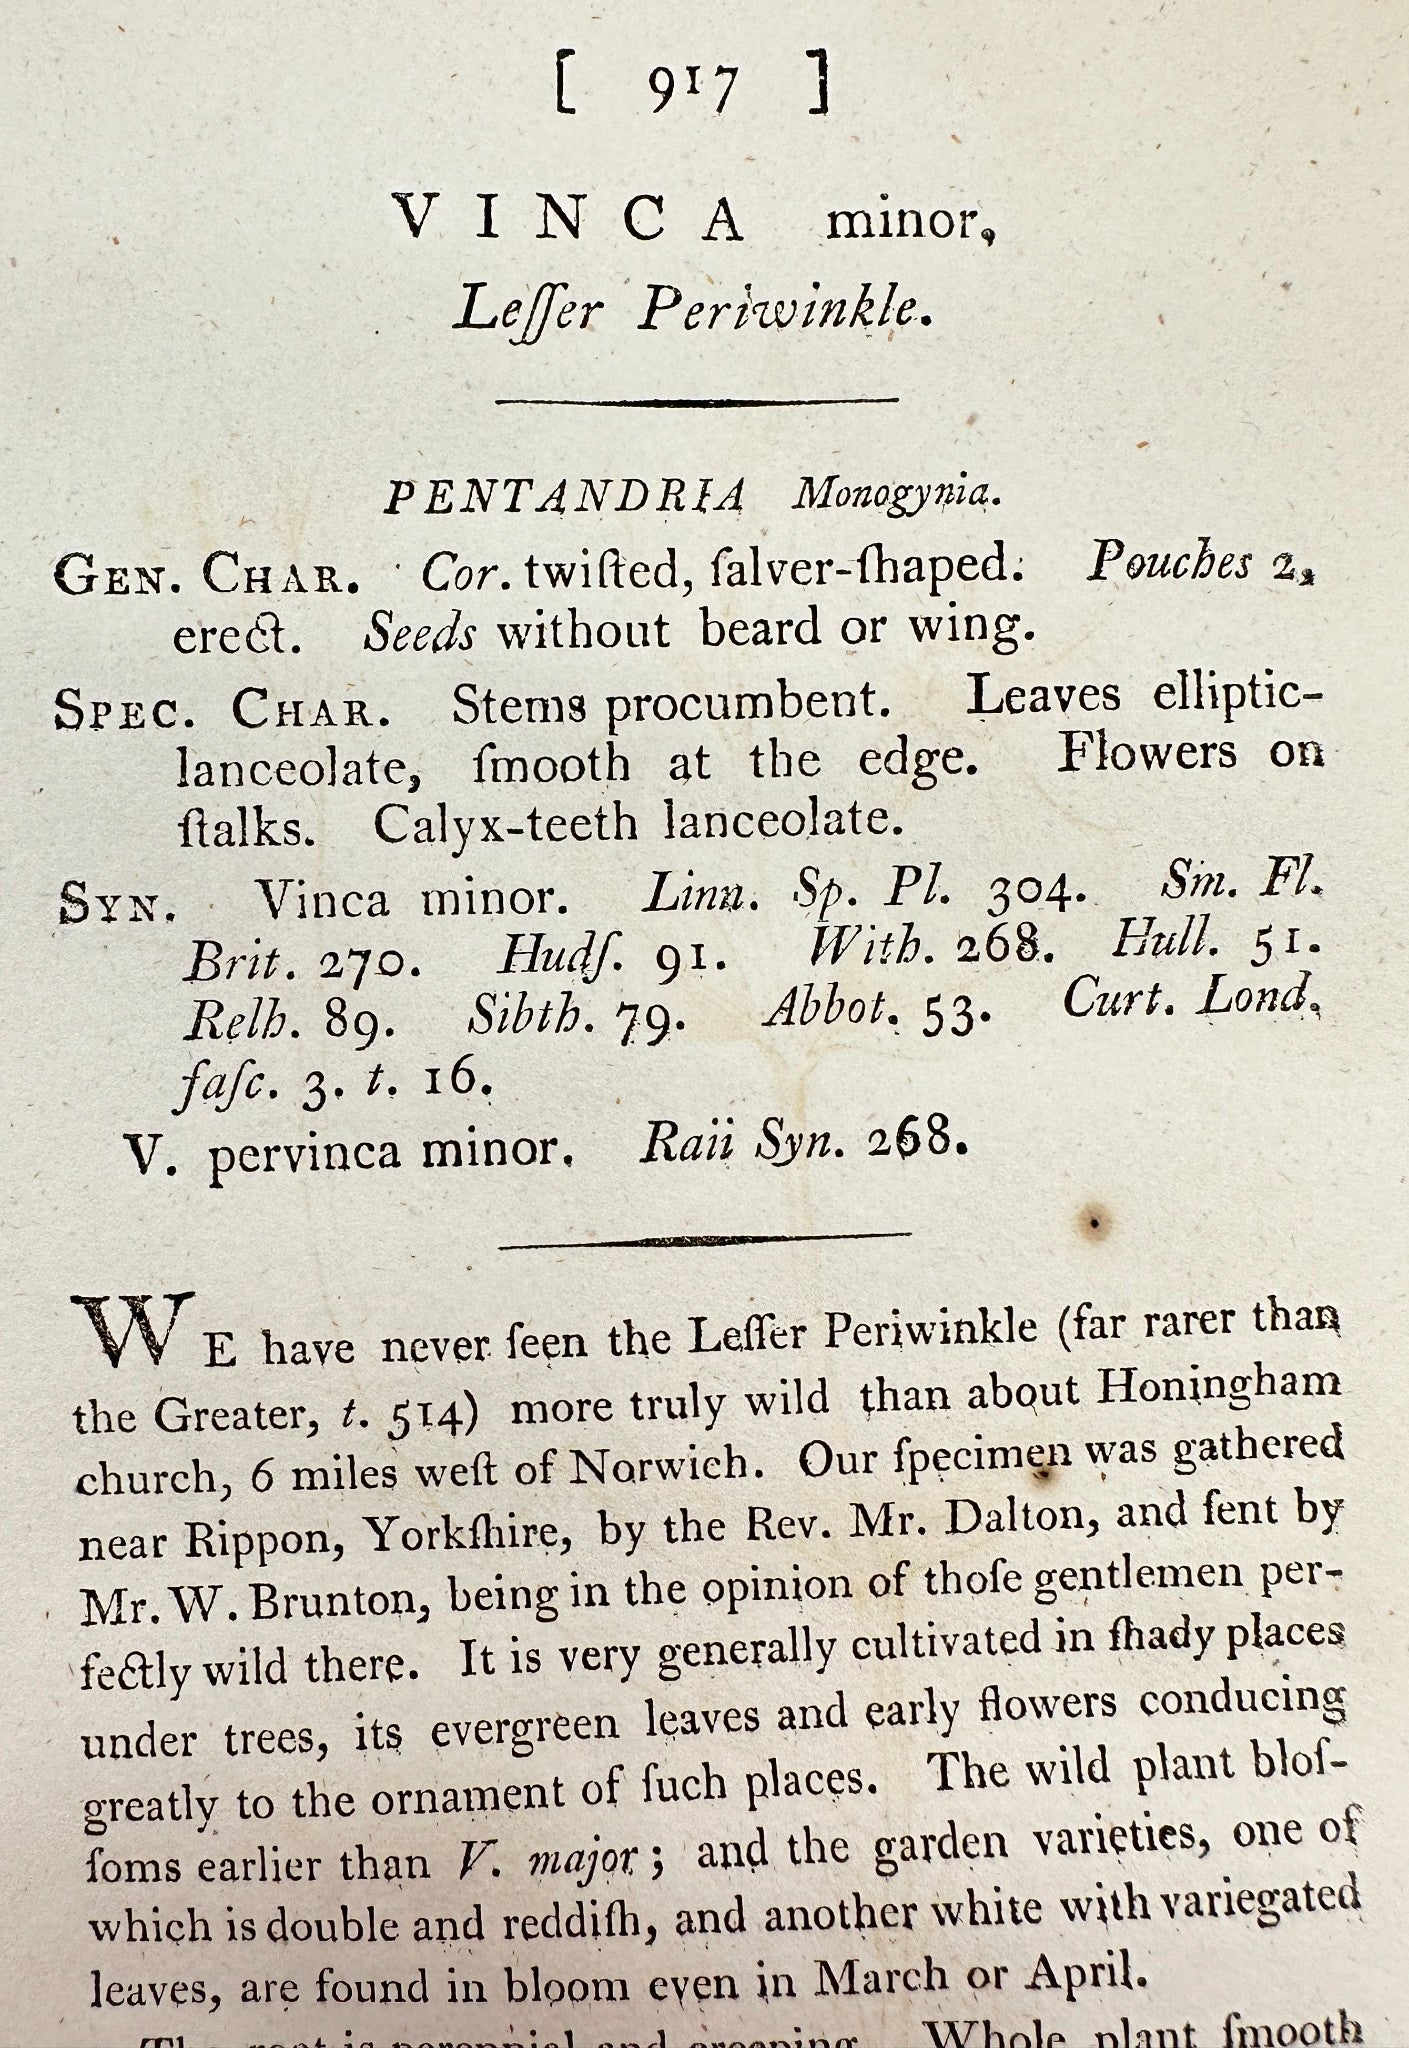 [ 917 ]
VINCA minor,
Leſſer Periwinkle.
PENTANDRIA Monogynia.
GEN. CHAR. Cor. twiſted, ſalver-ſhaped. Pouches 2,
erect. Seeds without beard or wing.
SPEC. CHAR. Stems procumbent. Leaves elliptic-
lanceolate, ſmooth at the edge. Flowers on
ſtalks. Calyx-teeth lanceolate.
SYN. Vinca minor. Linn. Sp. Pl. 304. Sm. Fl.
Brit. 270. Hudſ. 91. With. 268. Hull. 51.
Relh. 89. Sibth. 79. Abbot. 53. Curt. Lond.
faſc. 3. t. 16.
V. pervinca minor. Raii Syn. 268.
WE have never ſeen the Leſſer Periwinkle (far rarer than
the Greater, t. 514) more truly wild than about Honingham
church, 6 miles weſt of Norwich. Our ſpecimen was gathered
near Rippon, Yorkſhire, by the Rev. Mr. Dalton, and ſent by
Mr. W. Brunton, being in the opinion of thoſe gentlemen per-
fectly wild there. It is very generally cultivated in ſhady places
under trees, its evergreen leaves and early flowers conducing
greatly to the ornament of ſuch places. The wild plant bloſ-
ſoms earlier than V. major; and the garden varieties, one of
which is double and reddiſh, and another white with variegated
leaves, are found in bloom even in March or April.
The root is perennial and creeping. Whole plant ſmooth